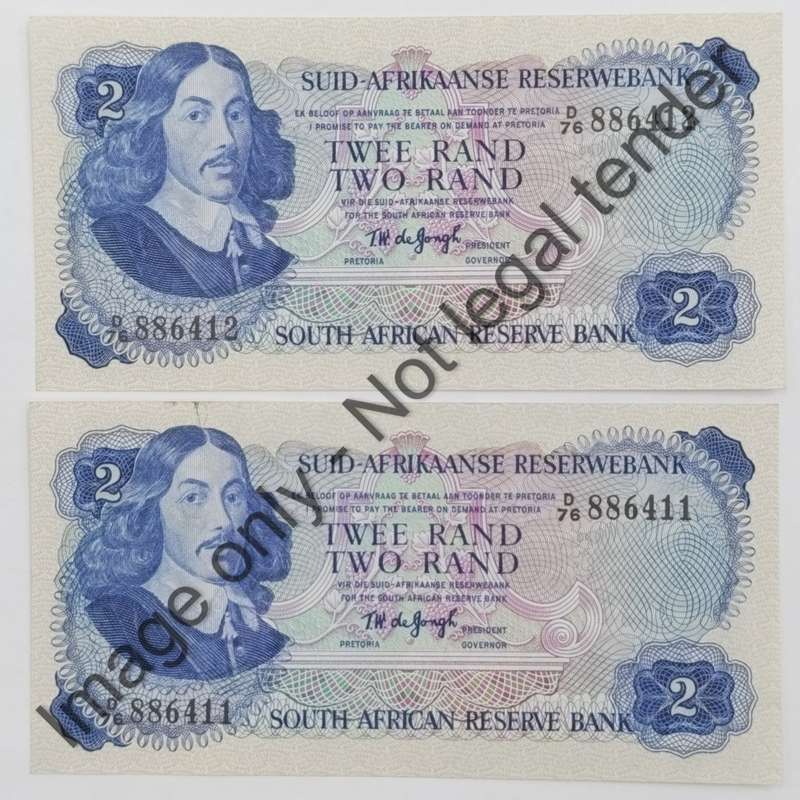 2
SUID-AFRIKAANSE RESERWEBANK
EK BELOOF OP AANVRAAG TE BETAAL AAN TOONDER TE PRETORIA
I PROMISE TO PAY THE BEARER ON DEMAND AT PRETORIA
D/76 886412
TWEE RAND
TWO RAND
VIR DIE SUID-AFRIKAANSE RESERWEBANK
FOR THE SOUTH AFRICAN RESERVE BANK
T.W. de Jongh
PRESIDENT
PRETORIA GOVERNOR
D/76 886412
SOUTH AFRICAN RESERVE BANK
2
2
SUID-AFRIKAANSE RESERWEBANK
EK BELOOF OP AANVRAAG TE BETAAL AAN TOONDER TE PRETORIA
I PROMISE TO PAY THE BEARER ON DEMAND AT PRETORIA
D/76 886411
TWEE RAND
TWO RAND
VIR DIE SUID-AFRIKAANSE RESERWEBANK
FOR THE SOUTH AFRICAN RESERVE BANK
T.W. de Jongh
PRESIDENT
PRETORIA GOVERNOR
D/76 886411
SOUTH AFRICAN RESERVE BANK
2
Image only - Not legal tender